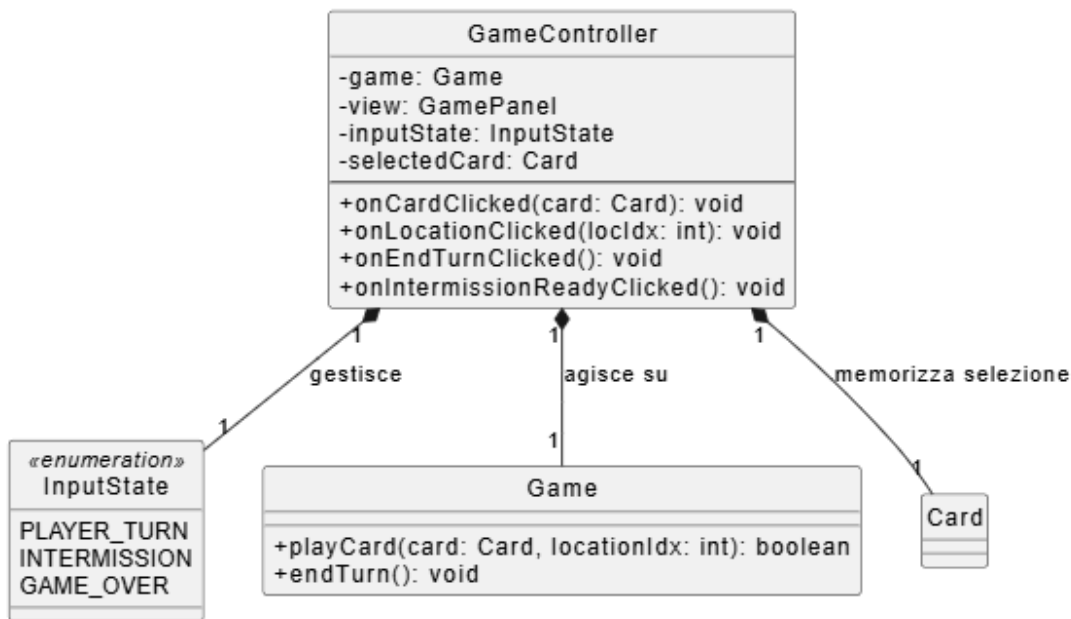 GameController
-game: Game
-view: GamePanel
-inputState: InputState
-selectedCard: Card
+onCardClicked(card: Card): void
+onLocationClicked(locIdx: int): void
+onEndTurnClicked(): void
+onIntermissionReadyClicked(): void
1
1
1
gestisce
agisce su
memorizza selezione
1
1
1
«enumeration»
InputState
PLAYER_TURN
INTERMISSION
GAME_OVER
Game
+playCard(card: Card, locationIdx: int): boolean
+endTurn(): void
Card